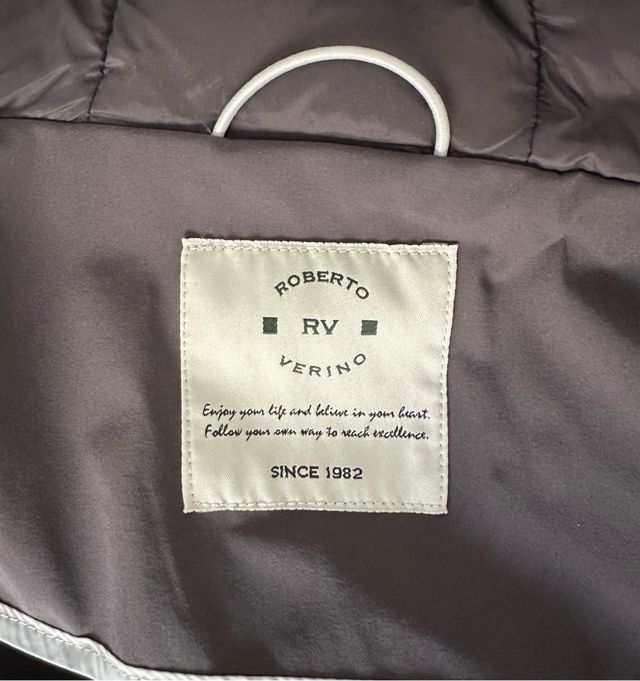 ROBERTO
RV
VERINO
Enjoy your life and believe in your heart.
Follow your own way to reach excellence.
SINCE 1982